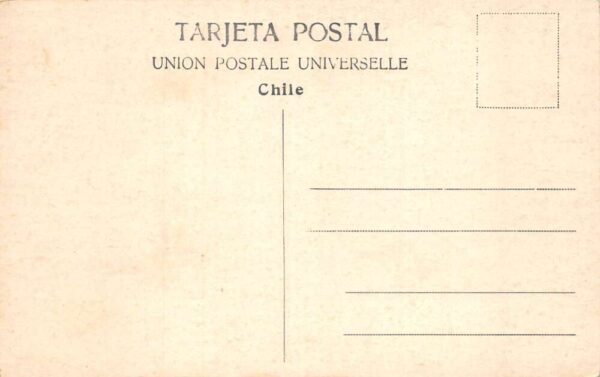 TARJETA POSTAL
UNION POSTALE UNIVERSELLE
Chile